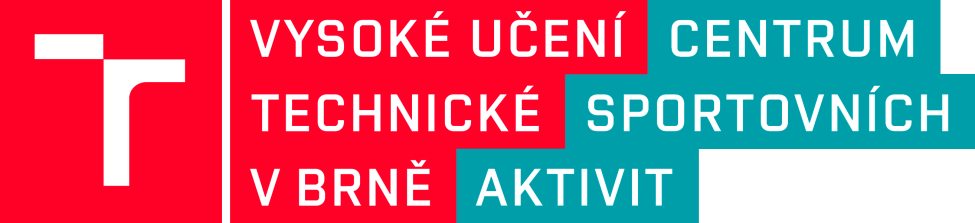 VYSOKÉ UČENÍ CENTRUM
TECHNICKÉ SPORTOVNÍCH
V BRNĚ AKTIVIT